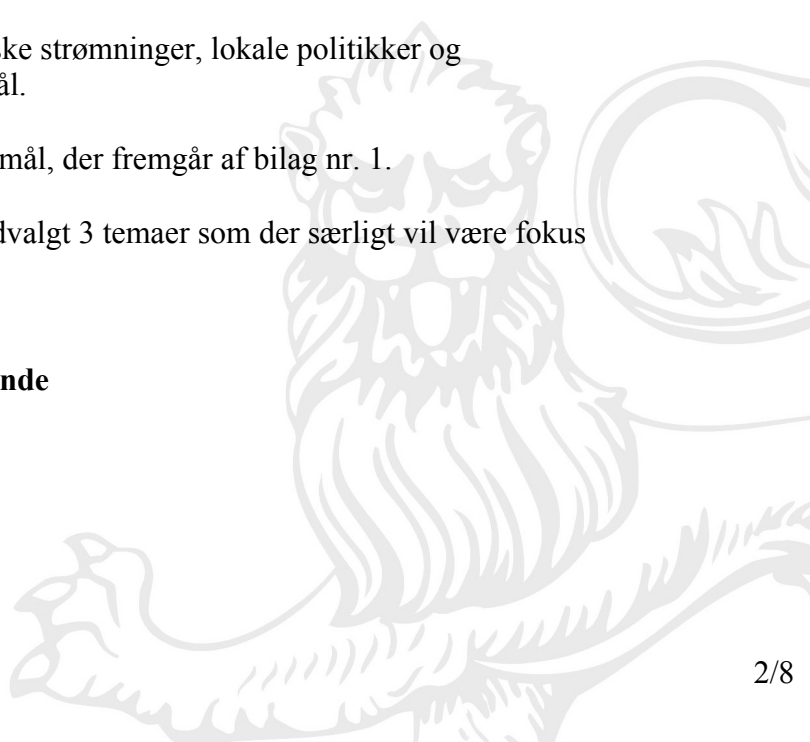 ske strømninger, lokale politikker og
ål.
mål, der fremgår af bilag nr. 1.
dvalgt 3 temaer som der særligt vil være fokus
nde
2/8